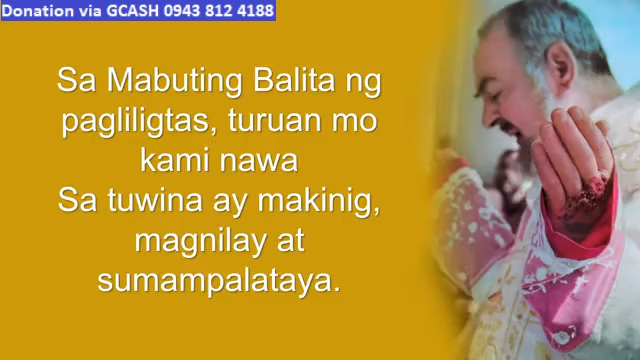 Donation via GCASH 0943 812 4188
Sa Mabuting Balita ng
pagliligtas, turuan mo
kami nawa
Sa tuwina ay makinig,
magnilay at
sumampalataya.